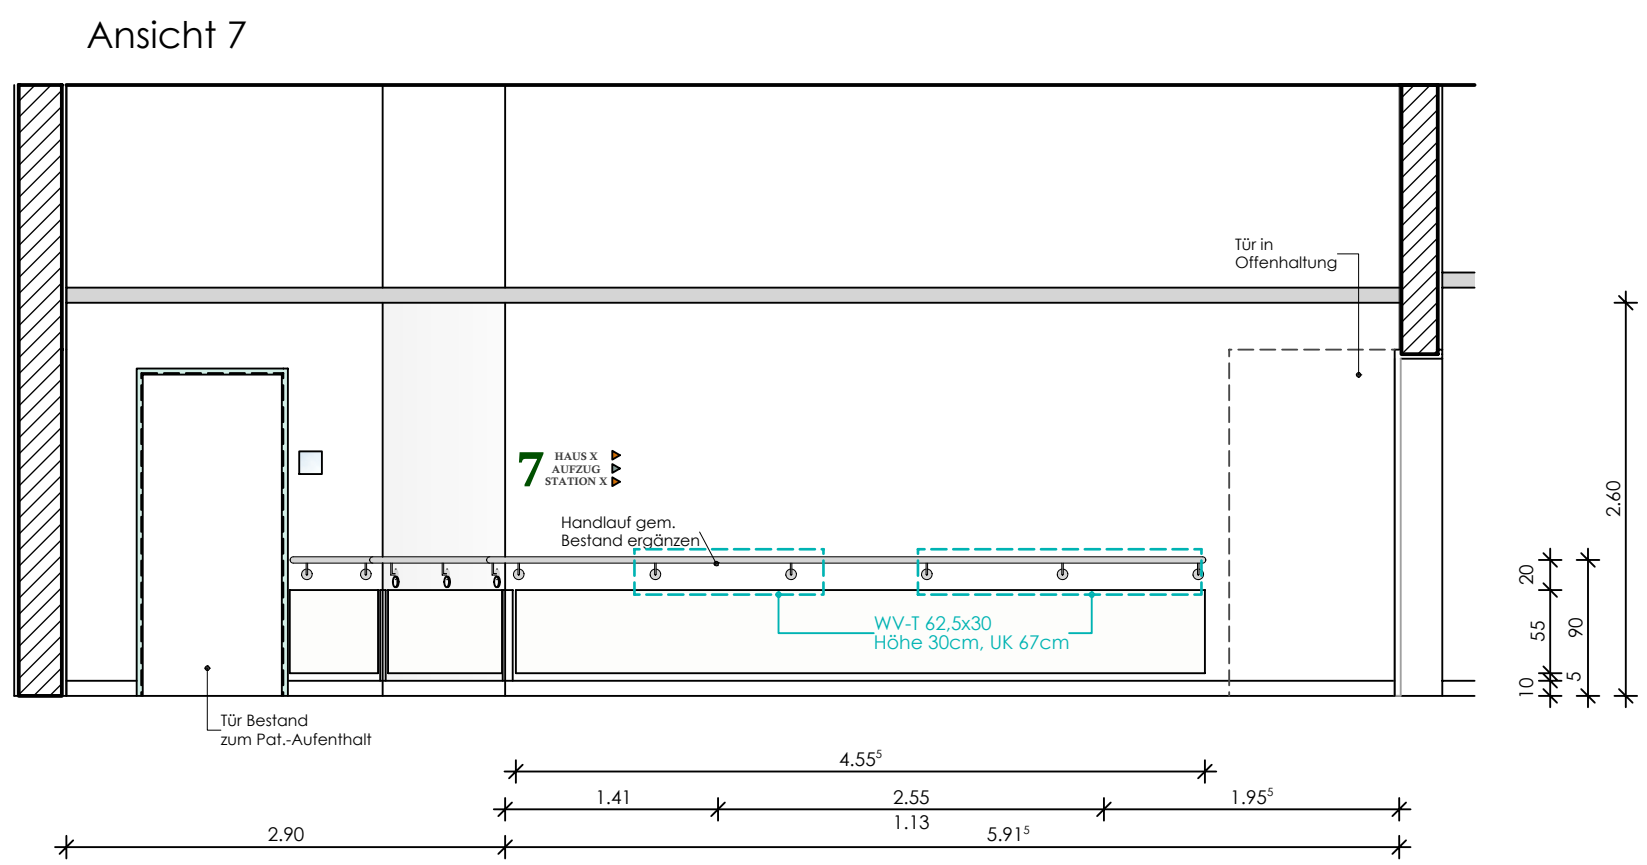 Ansicht 7
Tür in
Offenhaltung
7
HAUS X
AUFZUG
STATION X
Handlauf gem.
Bestand ergänzen
WV-T 62,5x30
Höhe 30cm, UK 67cm
Tür Bestand
zum Pat.-Aufenthalt
2.60
20
55
90
10
5
4.55⁵
1.41
2.55
1.95⁵
1.13
2.90
5.91⁵